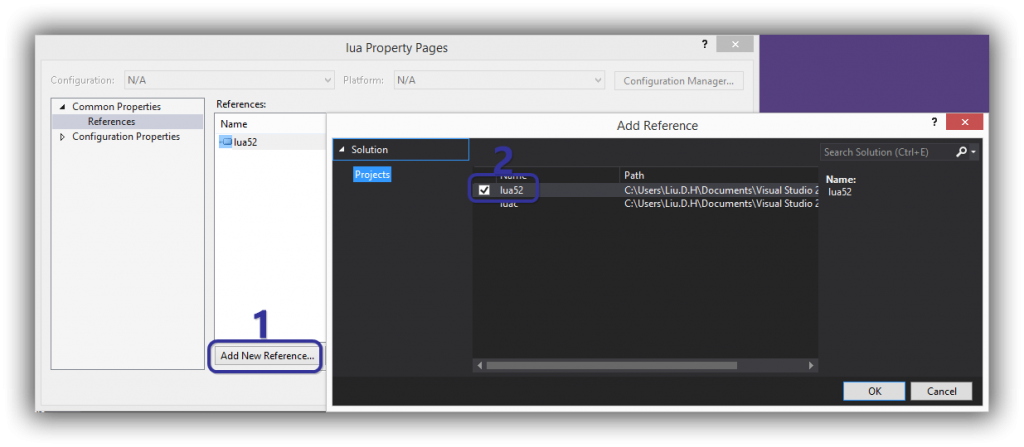 lua Property Pages
?
Configuration: N/A
Platform: N/A
Configuration Manager...
Common Properties
References
Configuration Properties
References:
Name
lua52
1
Add New Reference...
Add Reference
?
Solution
Projects
Search Solution (Ctrl+E)
2
Name Path
lua52 C:\Users\Liu.D.H\Documents\Visual Studio 2
luac C:\Users\Liu.D.H\Documents\Visual Studio 2
Name:
lua52
OK
Cancel